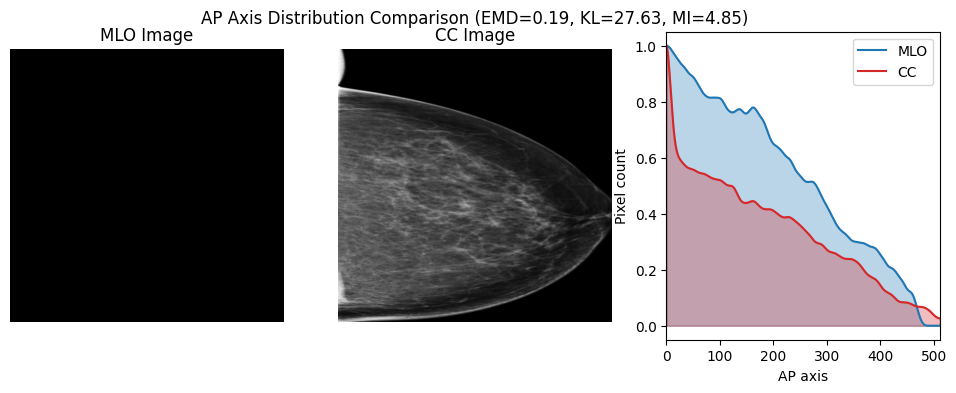 AP Axis Distribution Comparison (EMD=0.19, KL=27.63, MI=4.85)
MLO Image
CC Image
MLO
CC
1.0
0.8
0.6
0.4
0.2
0.0
Pixel count
0 100 200 300 400 500
AP axis